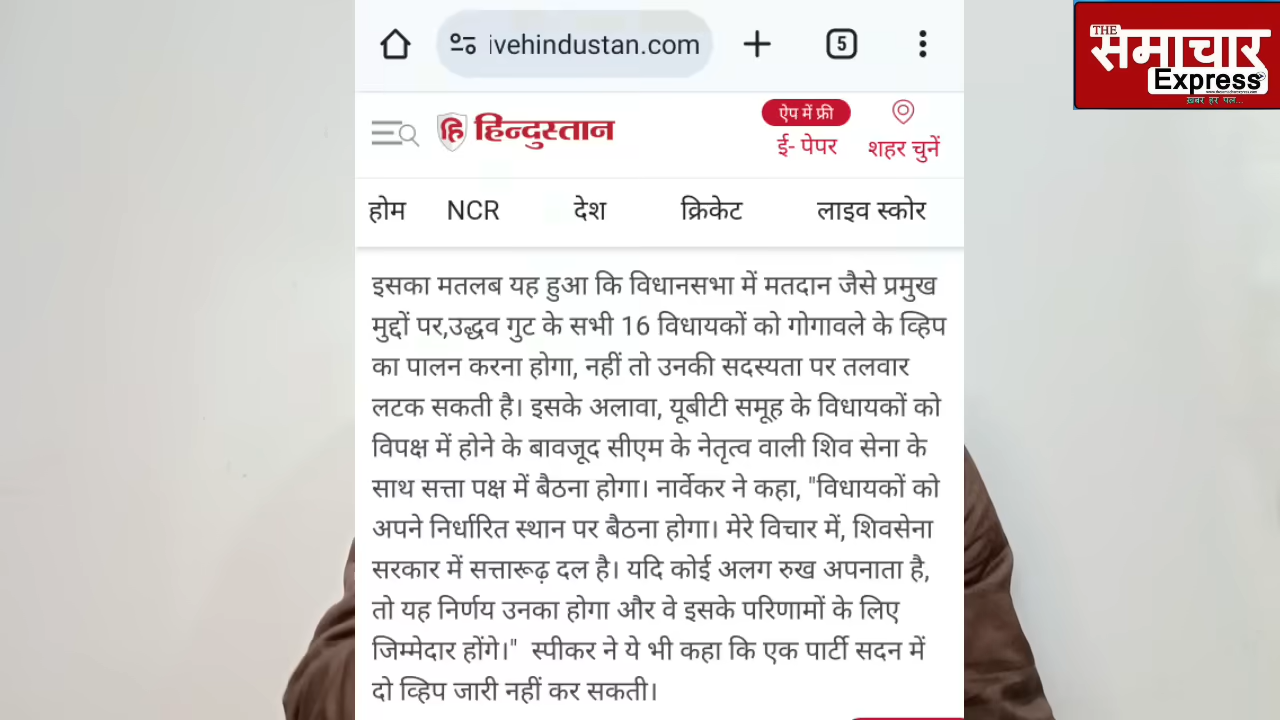 ivehindustan.com
5
THE
समाचार
Express
ख़बर हर पल...
हि हिन्दुस्तान
ऐप में फ्री
ई- पेपर
शहर चुनें
होम NCR देश क्रिकेट लाइव स्कोर
इसका मतलब यह हुआ कि विधानसभा में मतदान जैसे प्रमुख
मुद्दों पर,उद्धव गुट के सभी 16 विधायकों को गोगावले के व्हिप
का पालन करना होगा, नहीं तो उनकी सदस्यता पर तलवार
लटक सकती है। इसके अलावा, यूबीटी समूह के विधायकों को
विपक्ष में होने के बावजूद सीएम के नेतृत्व वाली शिव सेना के
साथ सत्ता पक्ष में बैठना होगा। नार्वेकर ने कहा, "विधायकों को
अपने निर्धारित स्थान पर बैठना होगा। मेरे विचार में, शिवसेना
सरकार में सत्तारूढ़ दल है। यदि कोई अलग रुख अपनाता है,
तो यह निर्णय उनका होगा और वे इसके परिणामों के लिए
जिम्मेदार होंगे।" स्पीकर ने ये भी कहा कि एक पार्टी सदन में
दो व्हिप जारी नहीं कर सकती।